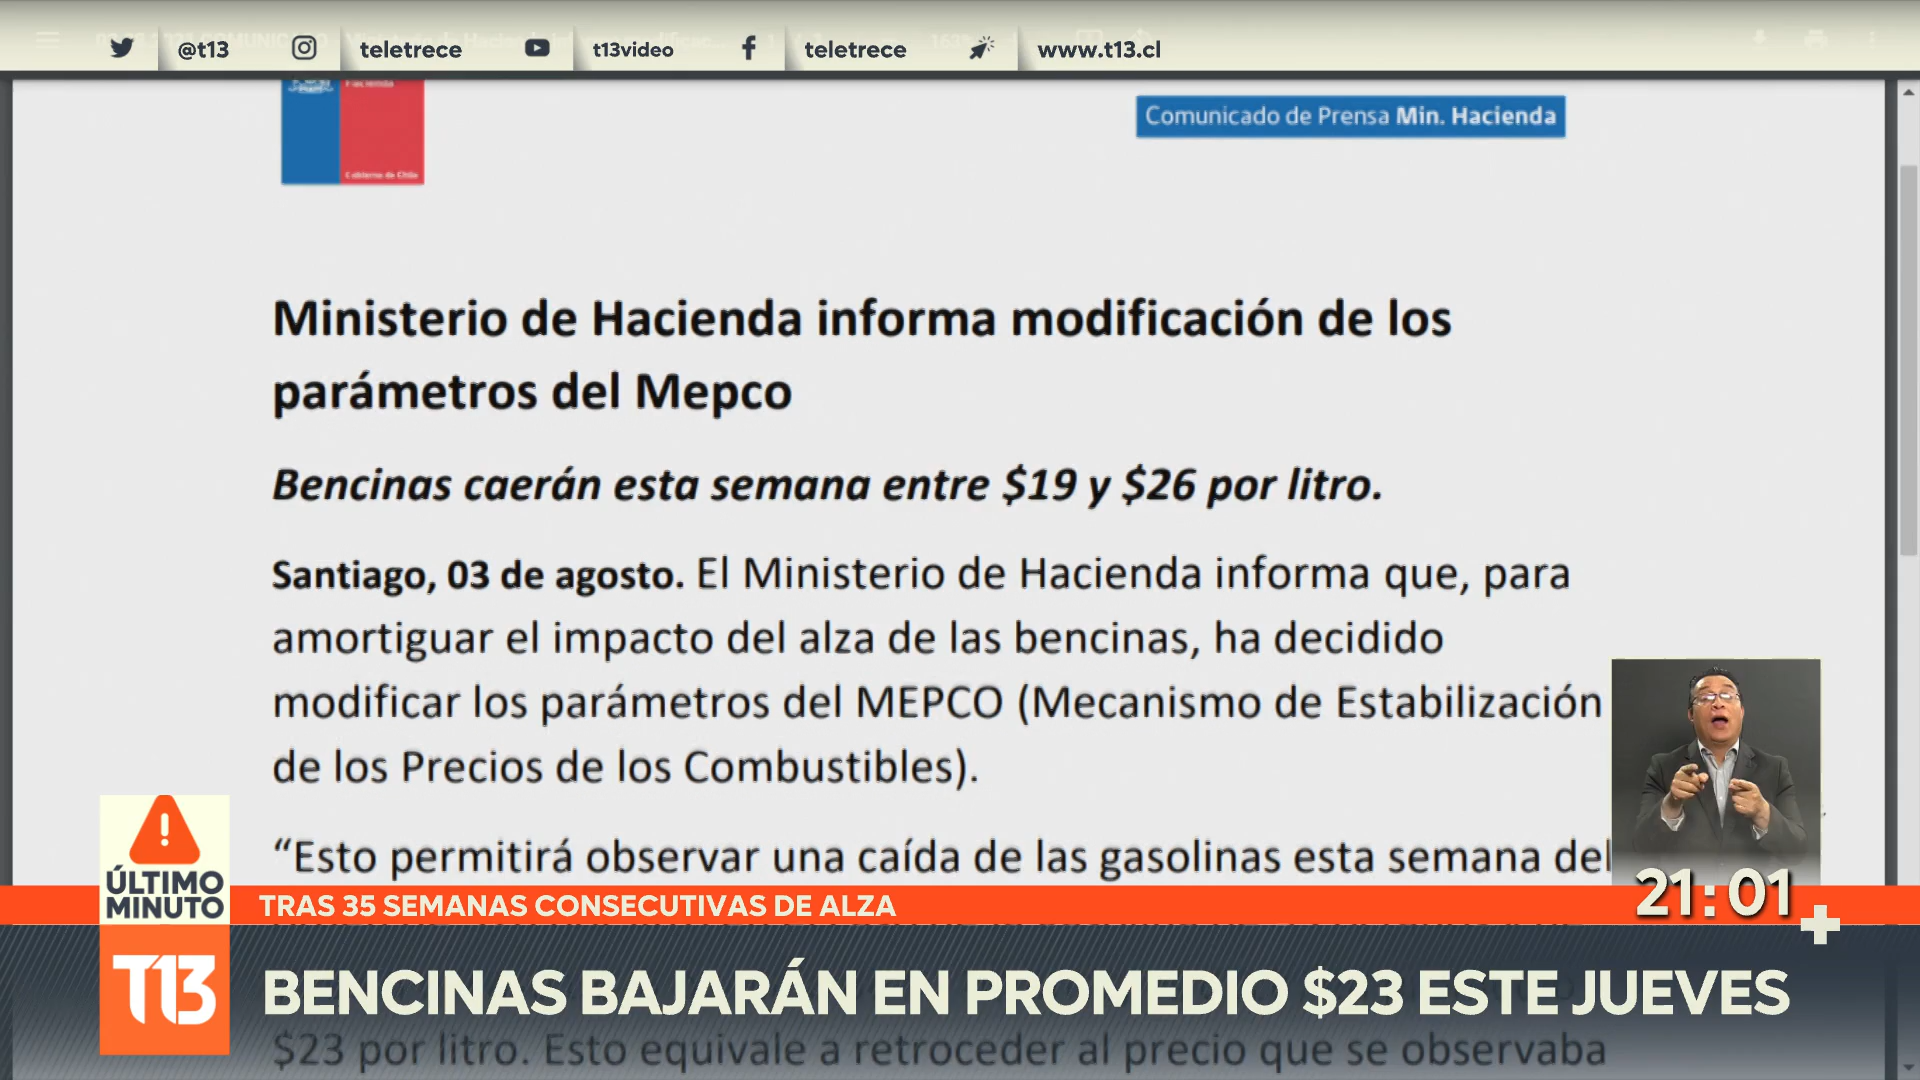 @t13
teletrece
t13video
teletrece
www.t13.cl
Hacienda
Gobierno de Chile
Comunicado de Prensa Min. Hacienda
Ministerio de Hacienda informa modificación de los
parámetros del Mepco
Bencinas caerán esta semana entre $19 y $26 por litro.
Santiago, 03 de agosto. El Ministerio de Hacienda informa que, para
amortiguar el impacto del alza de las bencinas, ha decidido
modificar los parámetros del MEPCO (Mecanismo de Estabilización
de los Precios de los Combustibles).
“Esto permitirá observar una caída de las gasolinas esta semana del
ÚLTIMO
MINUTO
TRAS 35 SEMANAS CONSECUTIVAS DE ALZA
21:01
T13
BENCINAS BAJARÁN EN PROMEDIO $23 ESTE JUEVES
$23 por litro. Esto equivale a retroceder al precio que se observaba